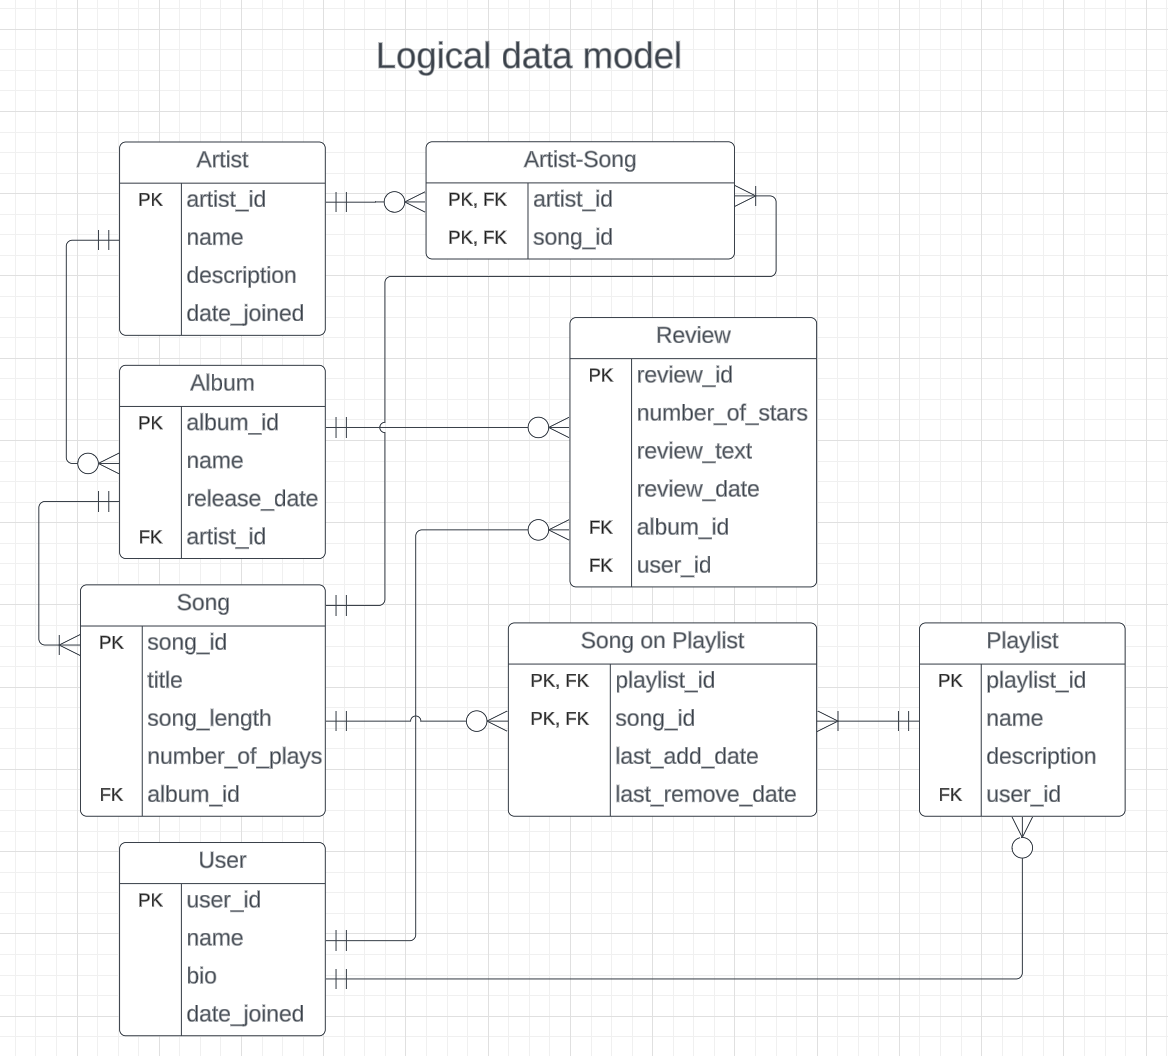 Logical data model
Artist
PK artist_id
name
description
date_joined
Artist-Song
PK, FK artist_id
PK, FK song_id
Review
PK review_id
number_of_stars
review_text
review_date
FK album_id
FK user_id
Album
PK album_id
name
release_date
FK artist_id
Song
PK song_id
title
song_length
number_of_plays
FK album_id
Song on Playlist
PK, FK playlist_id
PK, FK song_id
last_add_date
last_remove_date
Playlist
PK playlist_id
name
description
FK user_id
User
PK user_id
name
bio
date_joined